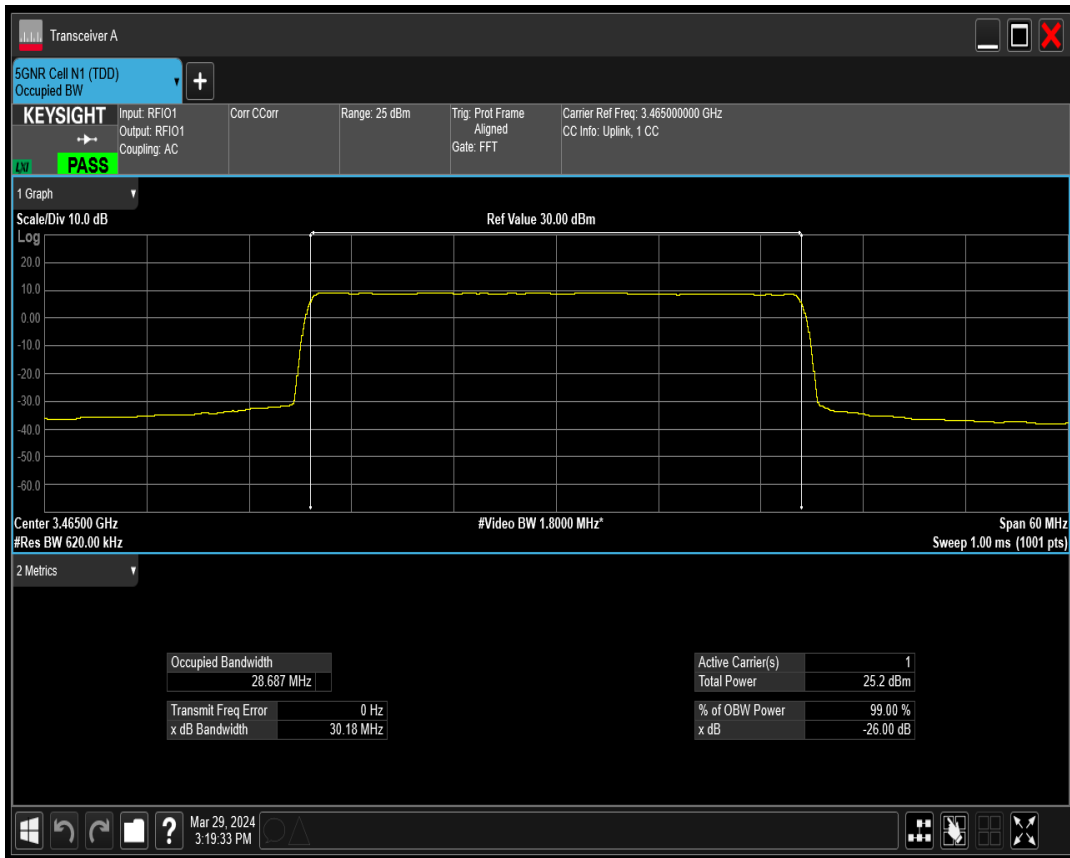 Transceiver A
5GNR Cell N1 (TDD)
Occupied BW
+
KEYSIGHT
LXI
PASS
Input: RFIO1
Output: RFIO1
Coupling: AC
Corr CCorr
Range: 25 dBm
Trig: Prot Frame
Aligned
Gate: FFT
Carrier Ref Freq: 3.465000000 GHz
CC Info: Uplink, 1 CC
1 Graph
Scale/Div 10.0 dB
Ref Value 30.00 dBm
Log
20.0
10.0
0.00
-10.0
-20.0
-30.0
-40.0
-50.0
-60.0
Center 3.46500 GHz
#Video BW 1.8000 MHz*
Span 60 MHz
#Res BW 620.00 kHz
Sweep 1.00 ms (1001 pts)
2 Metrics
Occupied Bandwidth
28.687 MHz
Transmit Freq Error 0 Hz
x dB Bandwidth 30.18 MHz
Active Carrier(s) 1
Total Power 25.2 dBm
% of OBW Power 99.00 %
x dB -26.00 dB
?
Mar 29, 2024
3:19:33 PM